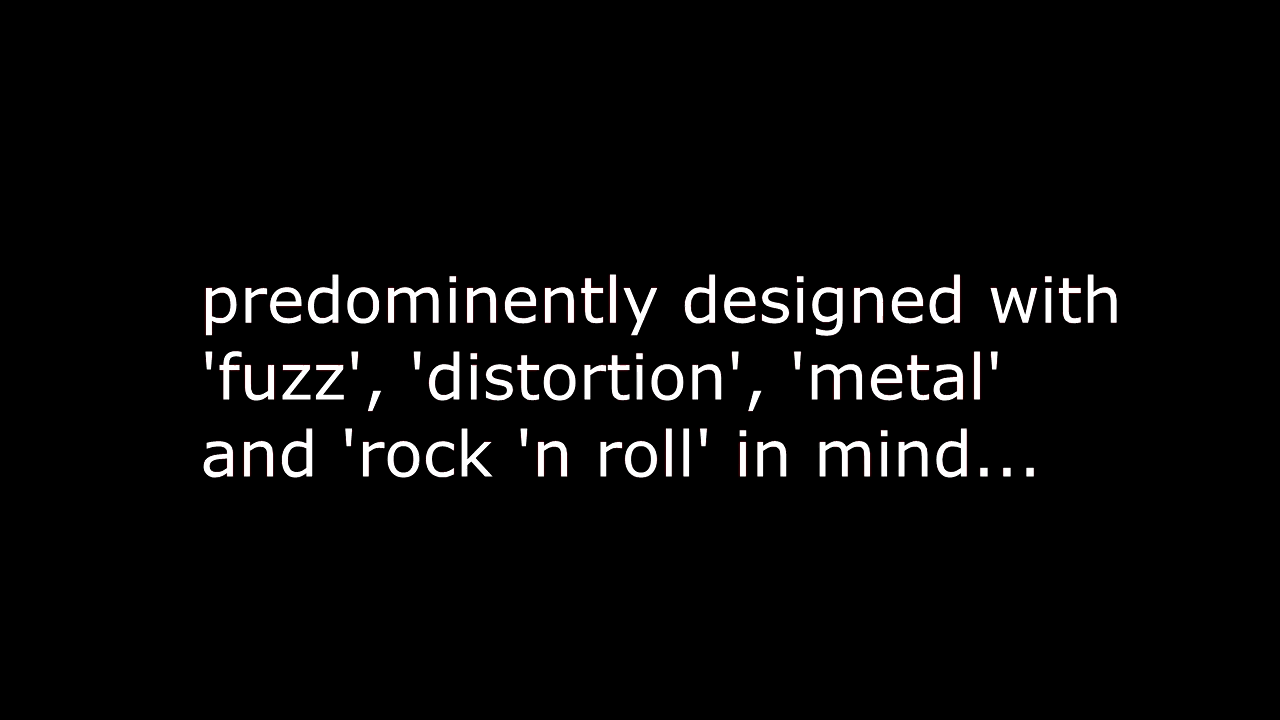 predominently designed with
'fuzz', 'distortion', 'metal'
and 'rock 'n roll' in mind...